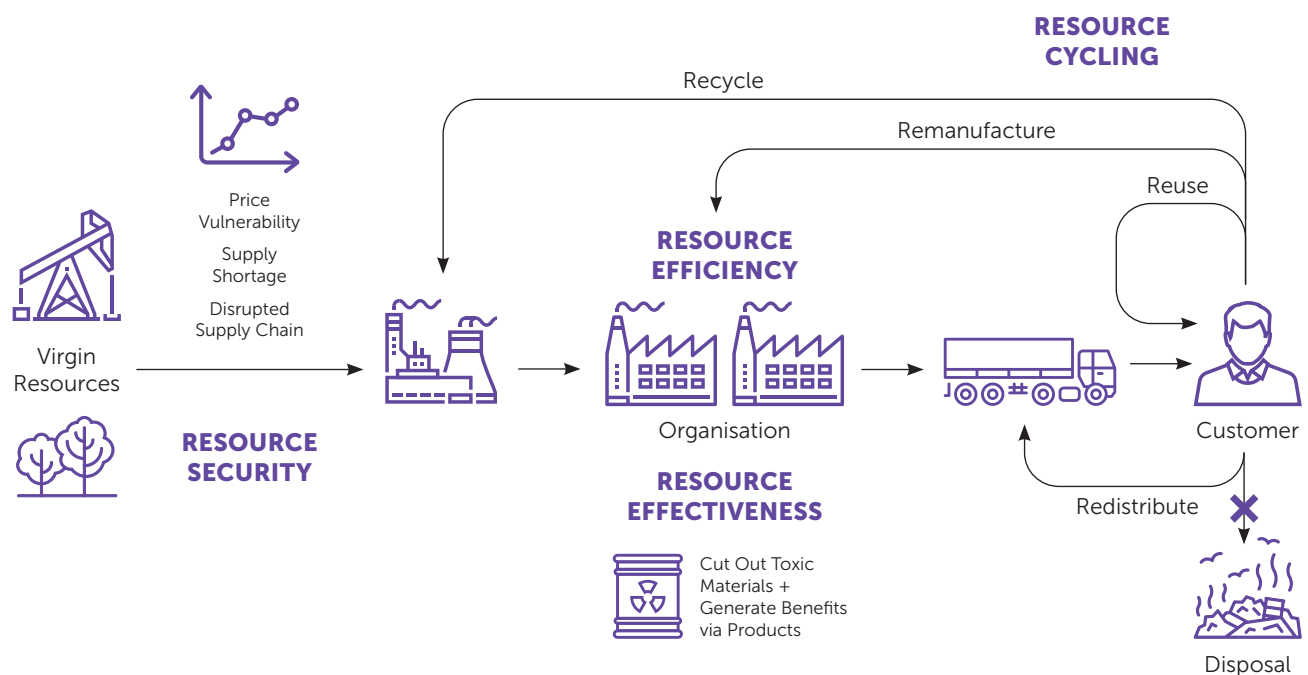 RESOURCE
CYCLING
Recycle
Remanufacture
Reuse
Price
Vulnerability
Supply
Shortage
Disrupted
Supply Chain
RESOURCE
EFFICIENCY
Virgin
Resources
RESOURCE
SECURITY
Organisation
Customer
RESOURCE
EFFECTIVENESS
Redistribute
Cut Out Toxic
Materials +
Generate Benefits
via Products
Disposal